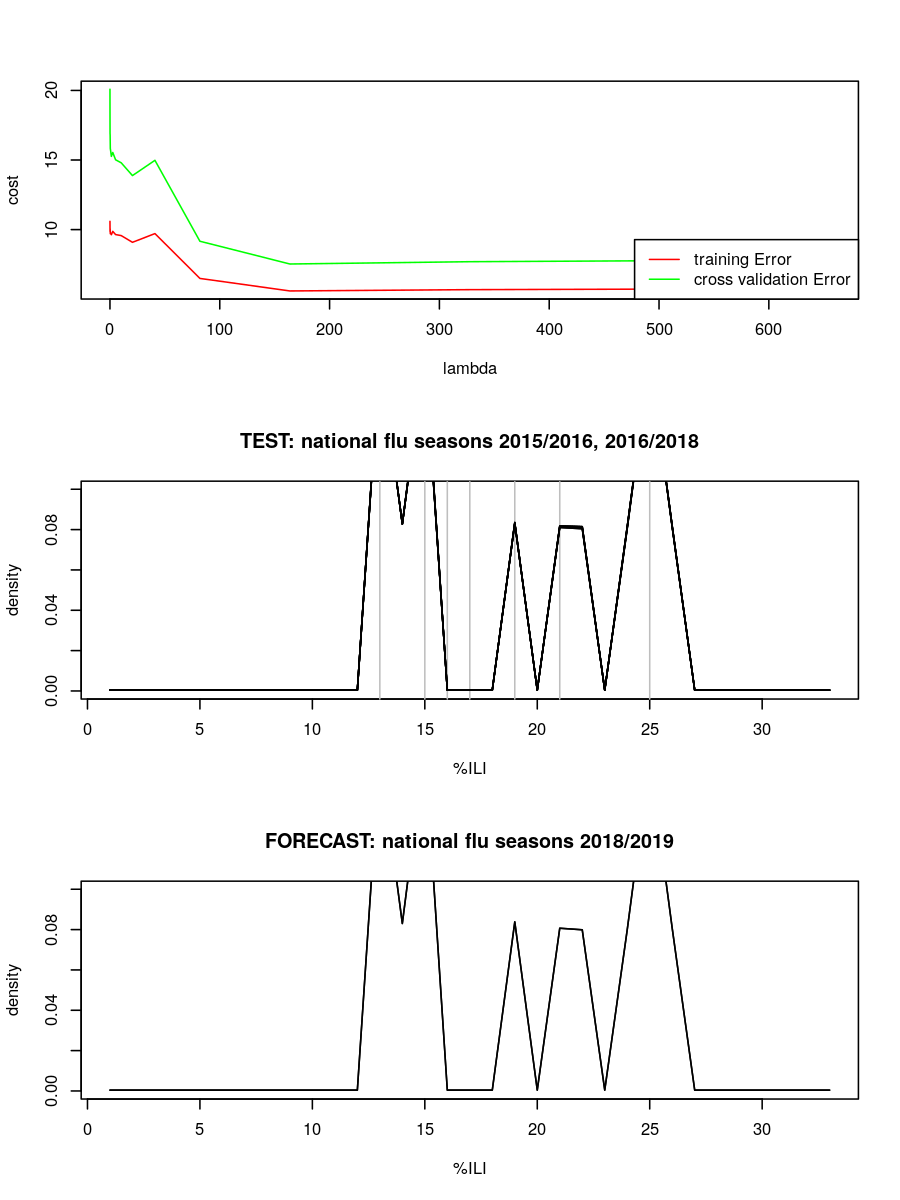 20
15
10
cost
training Error
cross validation Error
0 100 200 300 400 500 600
lambda
TEST: national flu seasons 2015/2016, 2016/2018
0.08
0.04
0.00
density
0 5 10 15 20 25 30
%ILI
FORECAST: national flu seasons 2018/2019
0.08
0.04
0.00
density
0 5 10 15 20 25 30
%ILI